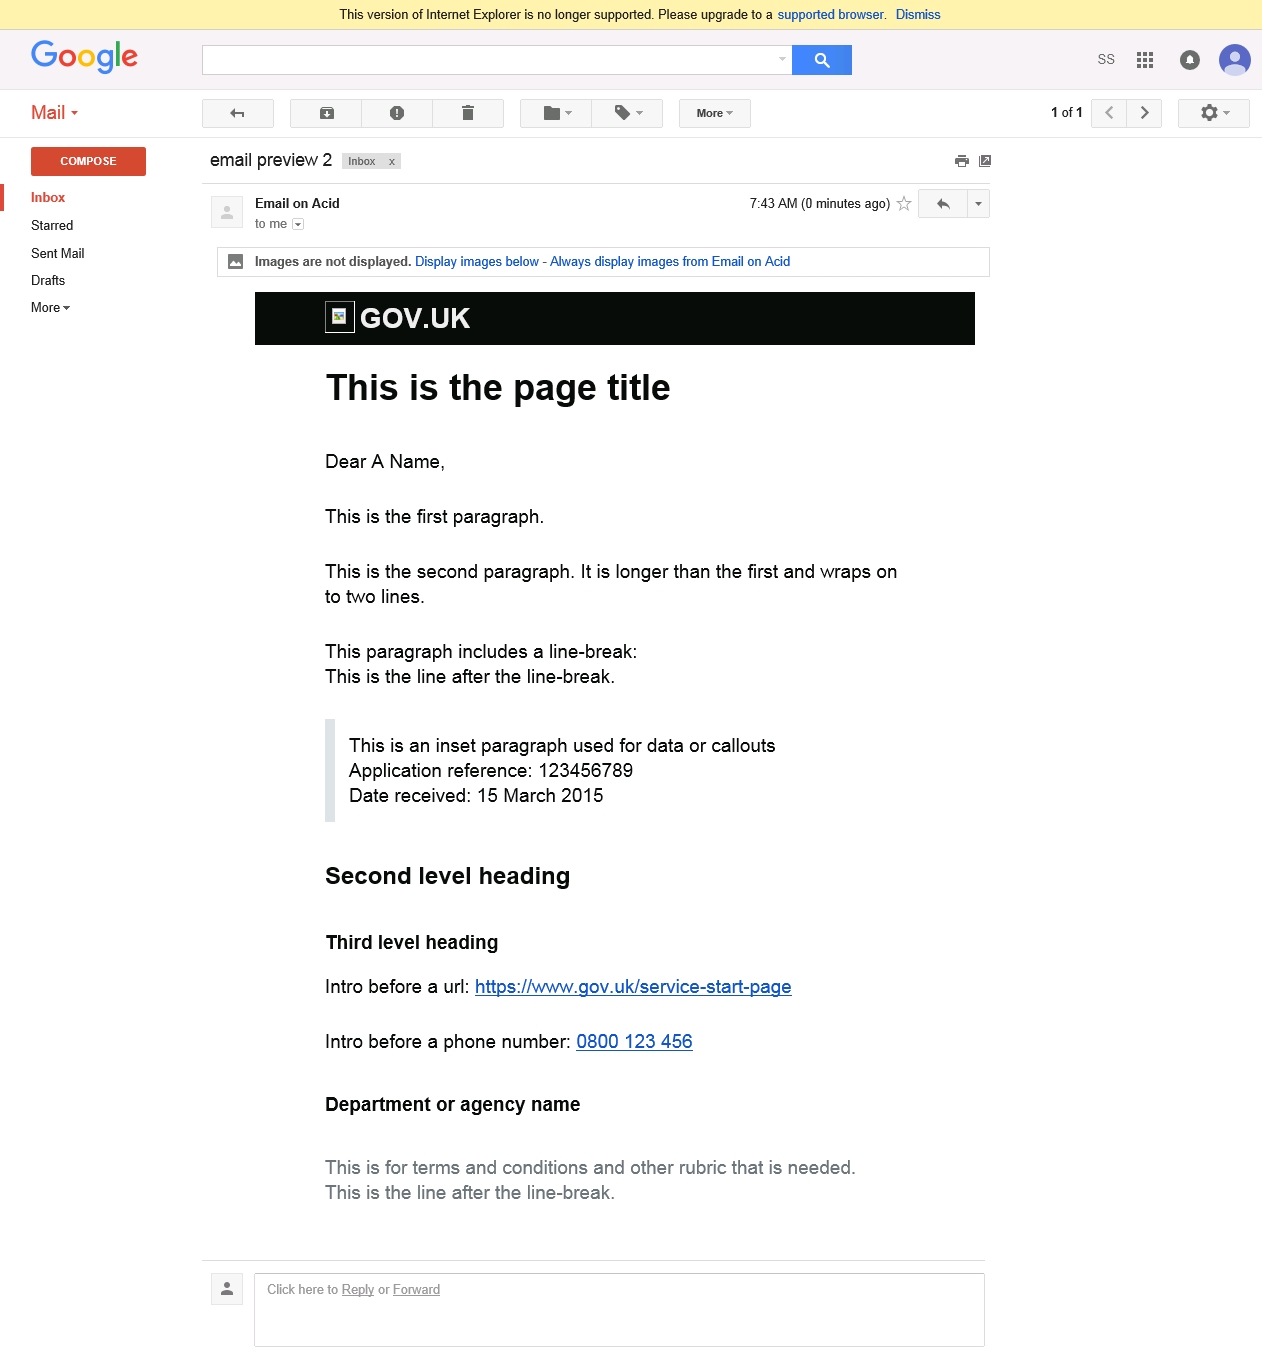 This version of Internet Explorer is no longer supported. Please upgrade to a supported browser. Dismiss
Google
SS
Mail
More
1 of 1
COMPOSE
email preview 2 Inbox x
Inbox
Email on Acid
7:43 AM (0 minutes ago)
to me
Starred
Sent Mail
Drafts
More
Images are not displayed. Display images below - Always display images from Email on Acid
GOV.UK
This is the page title
Dear A Name,
This is the first paragraph.
This is the second paragraph. It is longer than the first and wraps on
to two lines.
This paragraph includes a line-break:
This is the line after the line-break.
This is an inset paragraph used for data or callouts
Application reference: 123456789
Date received: 15 March 2015
Second level heading
Third level heading
Intro before a url: https://www.gov.uk/service-start-page
Intro before a phone number: 0800 123 456
Department or agency name
This is for terms and conditions and other rubric that is needed.
This is the line after the line-break.
Click here to Reply or Forward